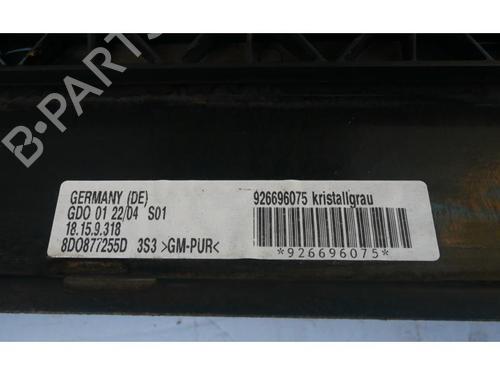 B-PARTS
GERMANY (DE)
GDO 01 22/04 S01
18.15.9.318
8D0877255D 3S3 >GM-PUR<
926696075 kristallgrau
*926696075*